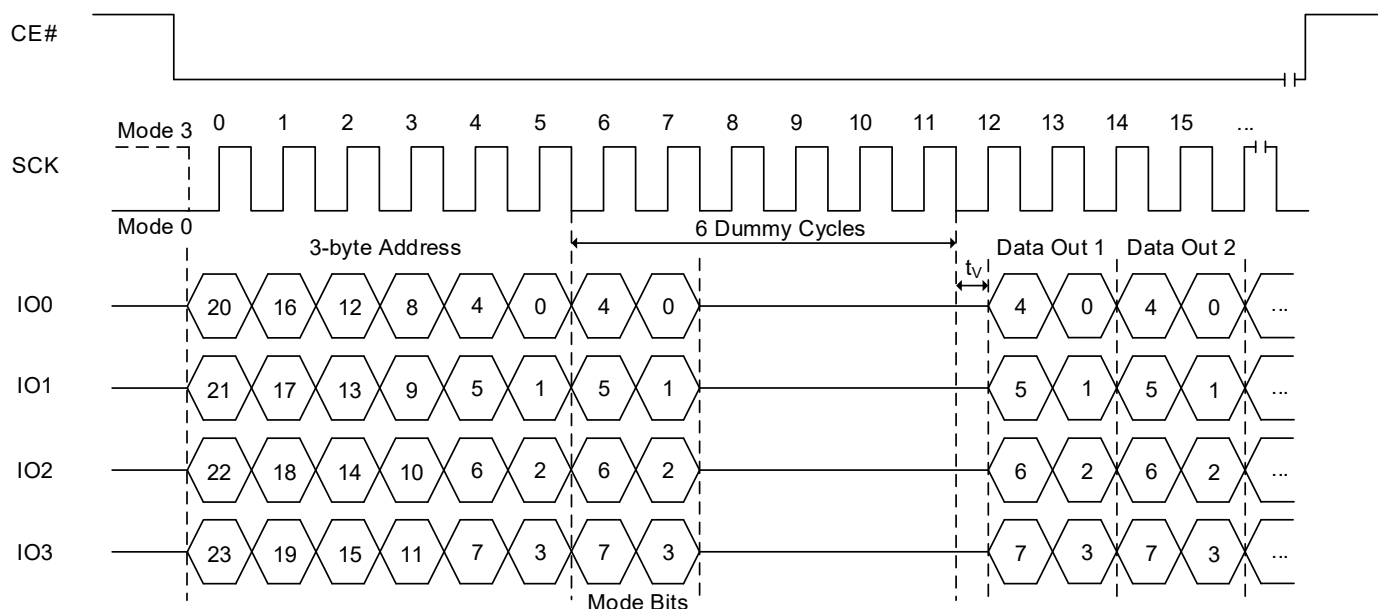 CE#
Mode 3 0 1 2 3 4 5 6 7 8 9 10 11 12 13 14 15 ...
SCK
Mode 0
6 Dummy Cycles
3-byte Address Data Out 1 Data Out 2
tV
IO0 20 16 12 8 4 0 4 0 4 0 4 0 ...
IO1 21 17 13 9 5 1 5 1 5 1 5 1 ...
IO2 22 18 14 10 6 2 6 2 6 2 6 2 ...
IO3 23 19 15 11 7 3 7 3 7 3 7 3 ...
Mode Bits